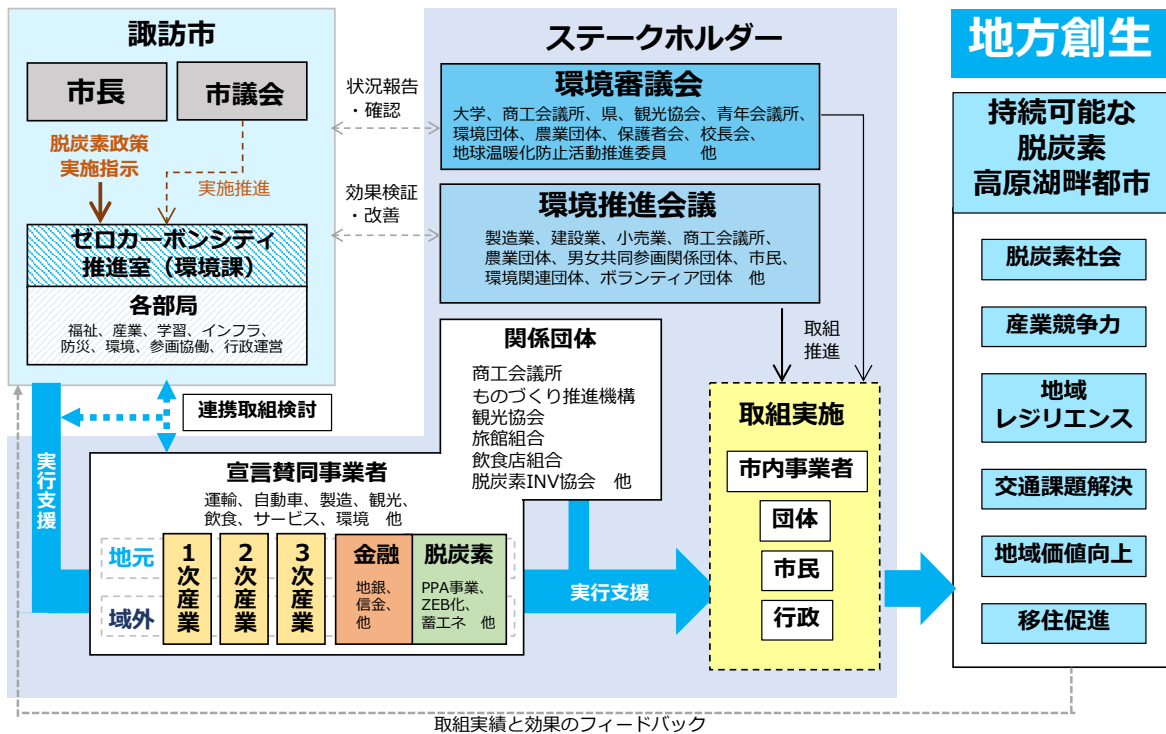 諏訪市
市長
市議会
脱炭素政策
実施指示
実施推進
ゼロカーボンシティ
推進室（環境課）
各部局
福祉、産業、学習、インフラ、
防災、環境、参画協働、行政運営
状況報告
・確認
効果検証
・改善
ステークホルダー
環境審議会
大学、商工会議所、県、観光協会、青年会議所、
環境団体、農業団体、保護者会、校長会、
地球温暖化防止活動推進委員　他
環境推進会議
製造業、建設業、小売業、商工会議所、
農業団体、男女共同参画関係団体、市民、
環境関連団体、ボランティア団体　他
取組
推進
関係団体
商工会議所
ものづくり推進機構
観光協会
旅館組合
飲食店組合
脱炭素INV協会　他
連携取組検討
実行支援
宣言賛同事業者
運輸、自動車、製造、観光、
飲食、サービス、環境　他
地元
域外
1次産業
2次産業
3次産業
金融
地銀、
信金、
他
脱炭素
PPA事業、
ZEB化、
蓄エネ　他
実行支援
取組実施
市内事業者
団体
市民
行政
地方創生
持続可能な
脱炭素
高原湖畔都市
脱炭素社会
産業競争力
地域
レジリエンス
交通課題解決
地域価値向上
移住促進
取組実績と効果のフィードバック